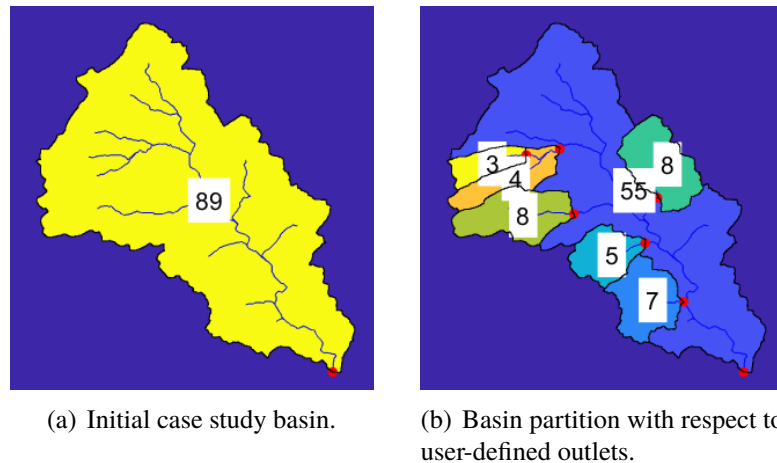 89
3
4
8
8
55
5
7
(a) Initial case study basin.
(b) Basin partition with respect to
user-defined outlets.